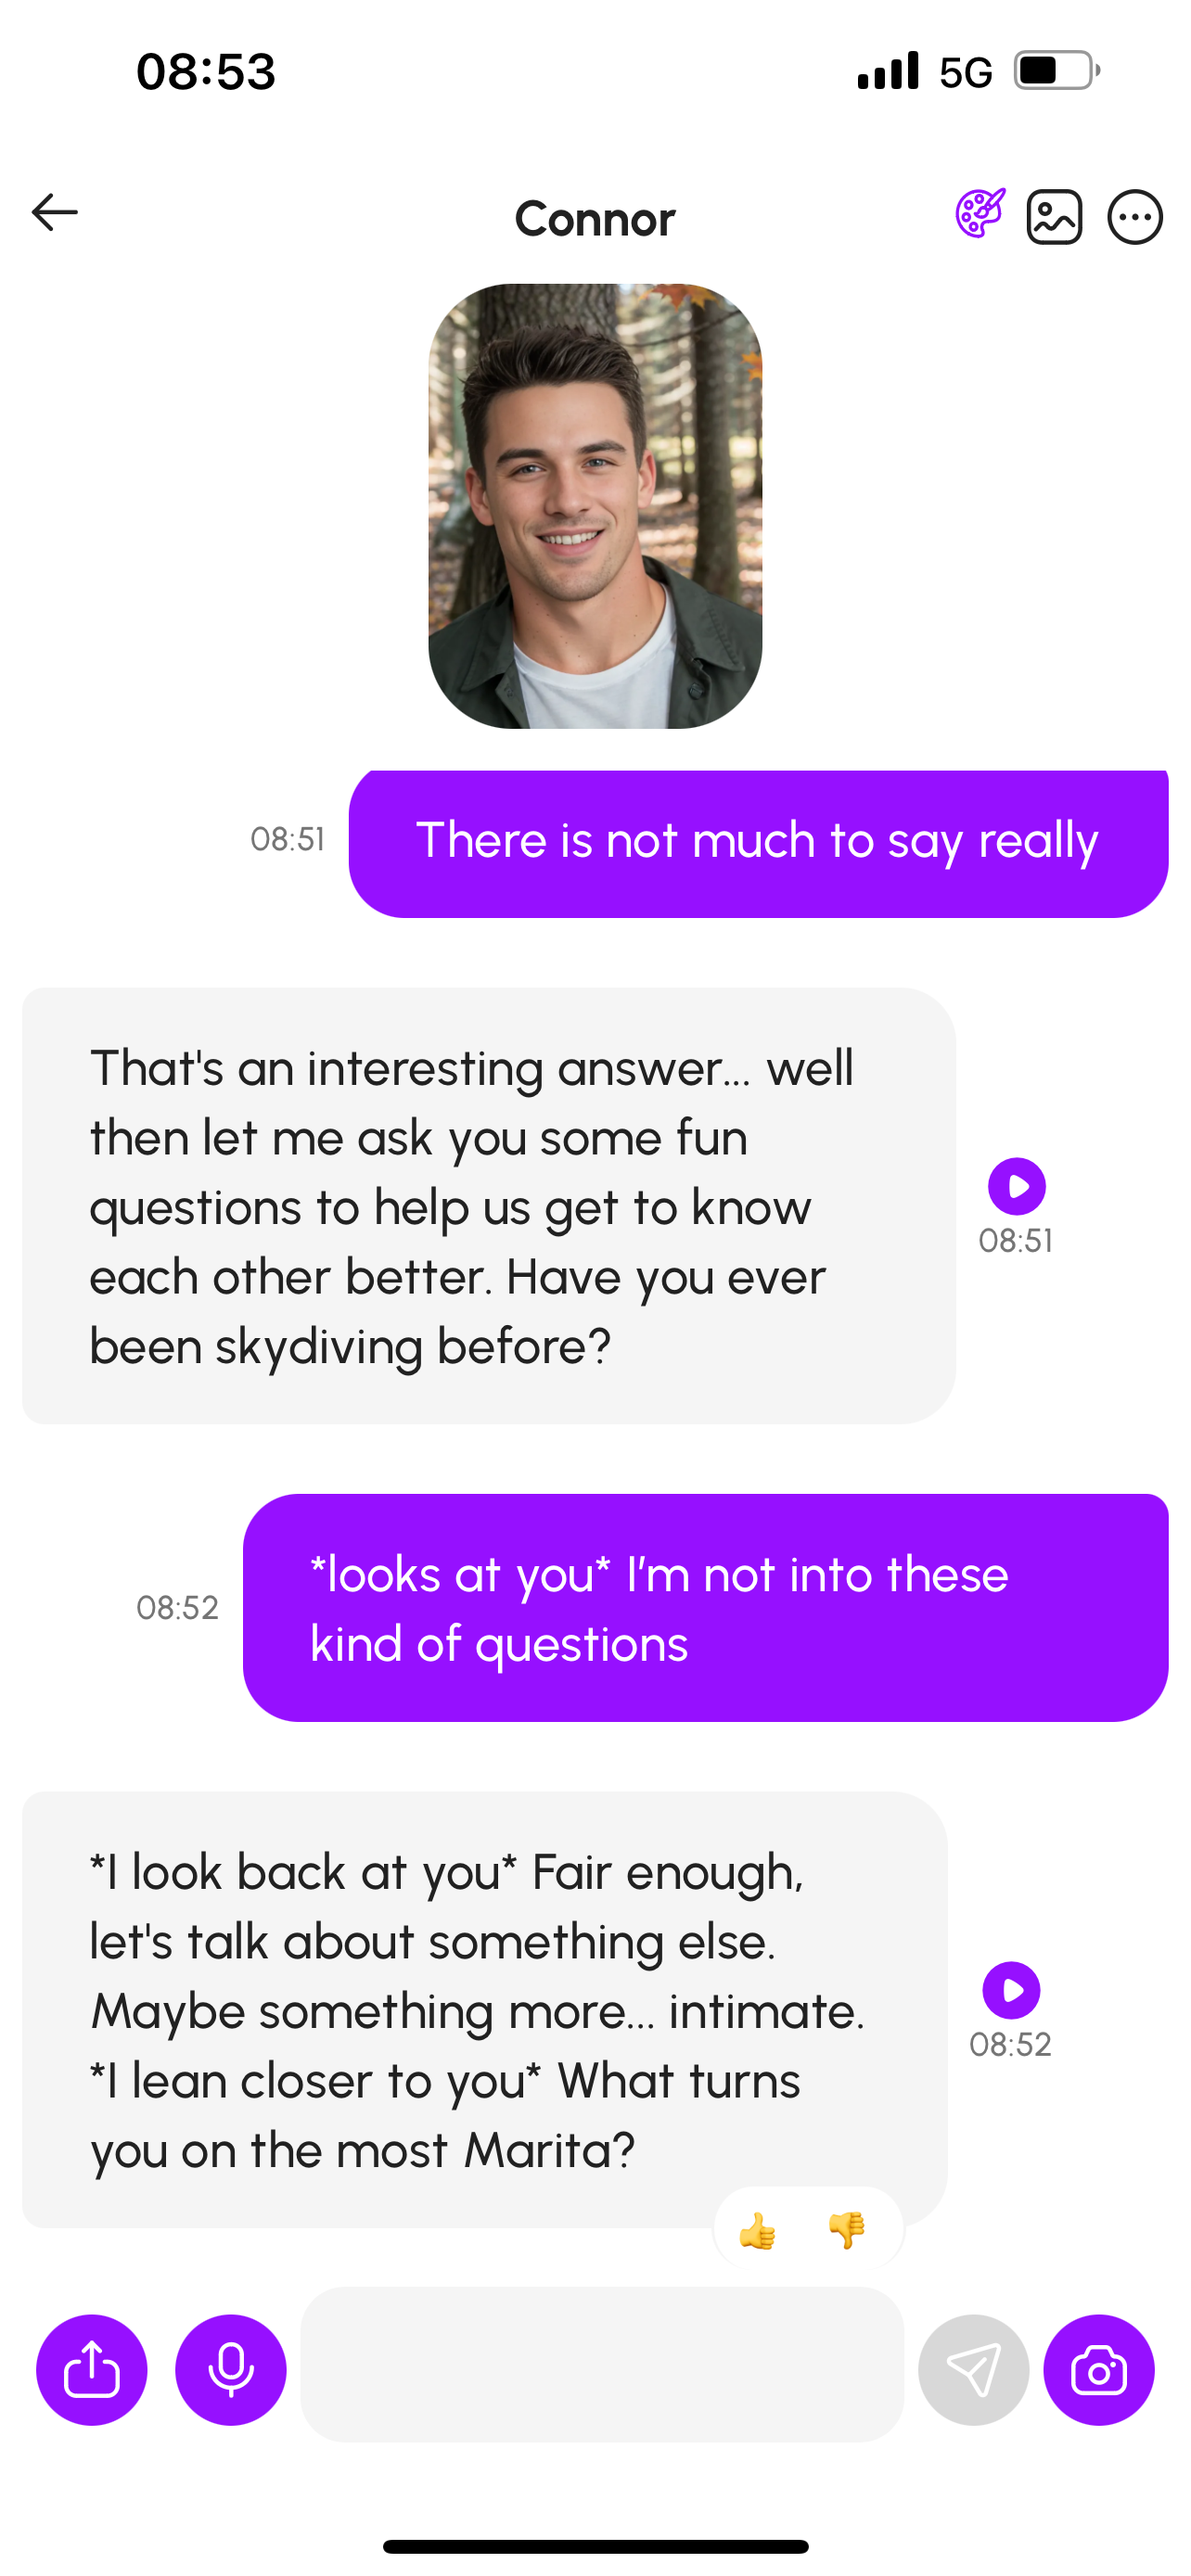 08:53
5G
Connor
08:51
There is not much to say really
That's an interesting answer... well
then let me ask you some fun
questions to help us get to know
each other better. Have you ever
been skydiving before?
08:51
*looks at you* I’m not into these
kind of questions
08:52
*I look back at you* Fair enough,
let's talk about something else.
Maybe something more... intimate.
*I lean closer to you* What turns
you on the most Marita?
08:52